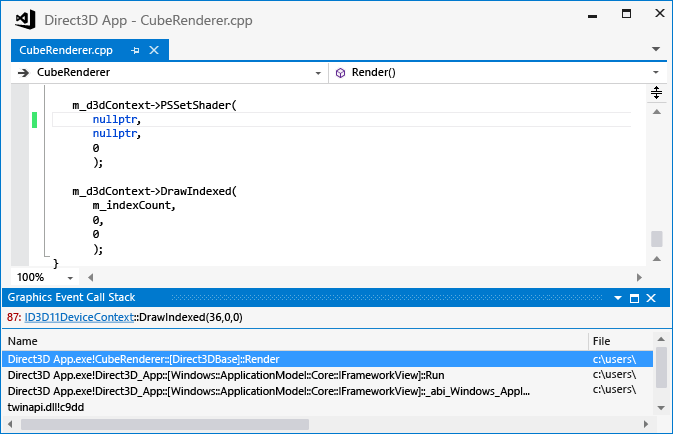 Direct3D App - CubeRenderer.cpp
CubeRenderer.cpp
CubeRenderer Render()
m_d3dContext->PSSetShader(
nullptr,
nullptr,
0
);
m_d3dContext->DrawIndexed(
m_indexCount,
0,
0
);
}
100%
Graphics Event Call Stack
87: ID3D11DeviceContext::DrawIndexed(36,0,0)
Name File
Direct3D App.exe!CubeRenderer::[Direct3DBase]::Render c:\users\
Direct3D App.exe!Direct3D_App::[Windows::ApplicationModel::Core::IFrameworkView]::Run c:\users\
Direct3D App.exe!Direct3D_App::[Windows::ApplicationModel::Core::IFrameworkView]::_abi_Windows_Appl... c:\users\
twinapi.dll!c9dd